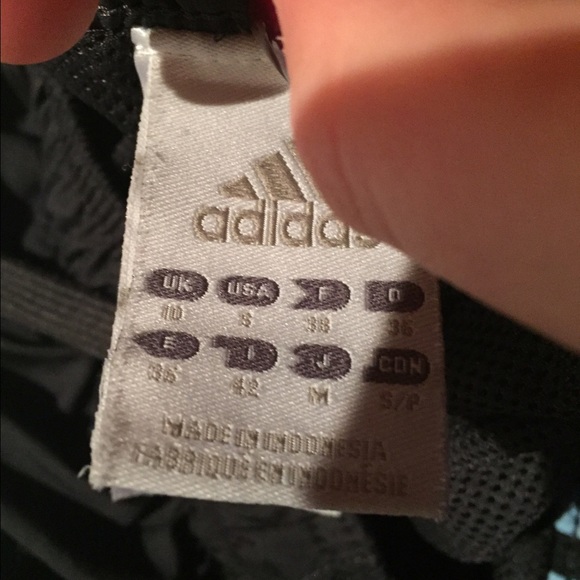 adidas
UK USA F D
10 S 38 36
E I J CDN
36 42 M S/P
MADE IN INDONESIA
FABRIQUÉ EN INDONÉSIE